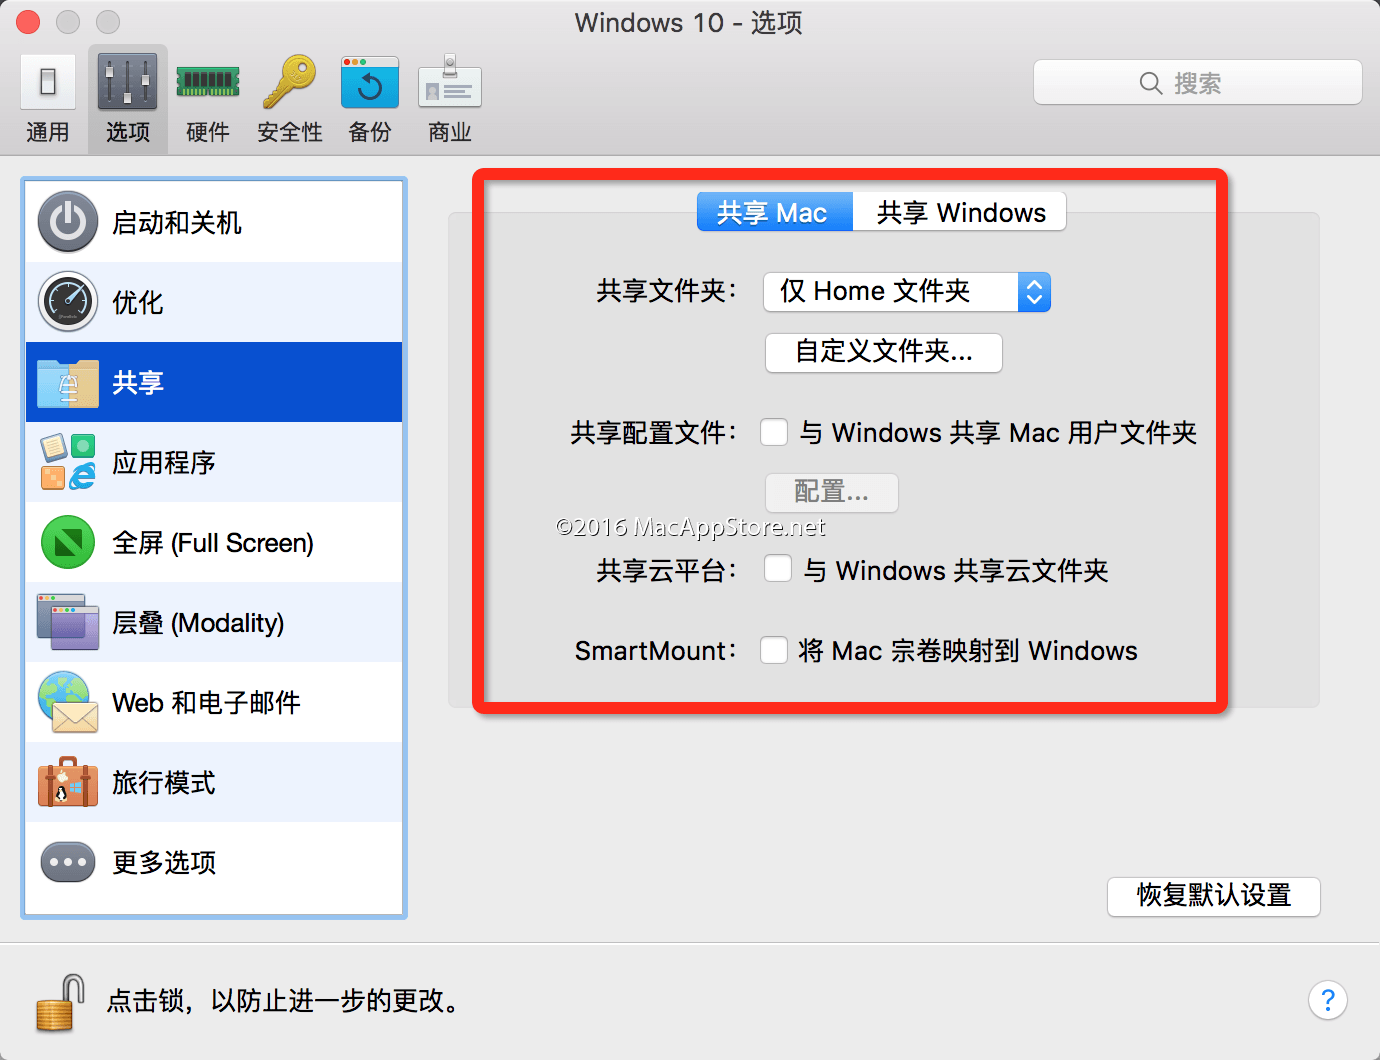 Windows 10 - 选项
通用 选项 硬件 安全性 备份 商业
搜索
启动和关机
优化
共享
应用程序
全屏 (Full Screen)
层叠 (Modality)
Web 和电子邮件
旅行模式
更多选项
共享 Mac 共享 Windows
共享文件夹： 仅 Home 文件夹
自定义文件夹...
共享配置文件： 与 Windows 共享 Mac 用户文件夹
配置...
©2016 MacAppStore.net
共享云平台： 与 Windows 共享云文件夹
SmartMount： 将 Mac 宗卷映射到 Windows
恢复默认设置
点击锁，以防止进一步的更改。
?